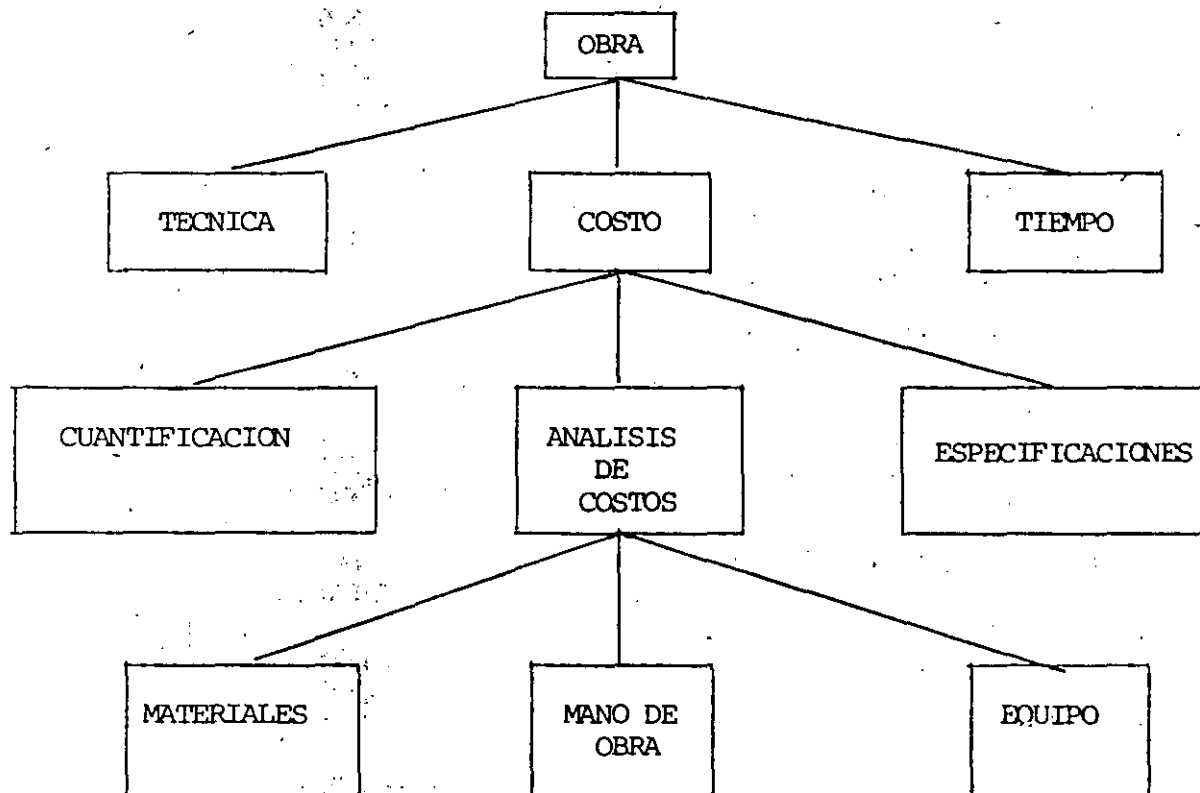 OBRA
TECNICA
COSTO
TIEMPO
CUANTIFICACION
ANALISIS
DE
COSTOS
ESPECIFICACIONES
MATERIALES
MANO DE
OBRA
EQUIPO